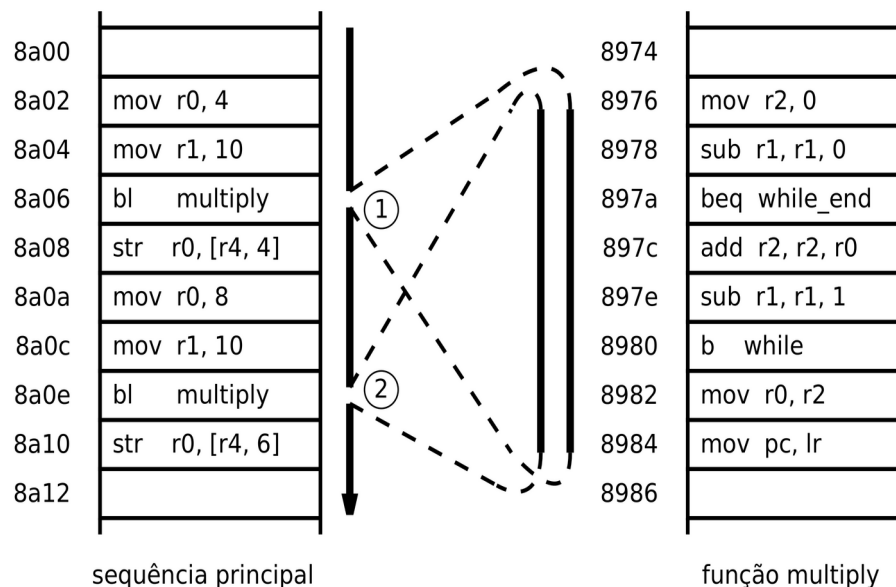 8a00
8a02 mov r0, 4
8a04 mov r1, 10
8a06 bl multiply
8a08 str r0, [r4, 4]
8a0a mov r0, 8
8a0c mov r1, 10
8a0e bl multiply
8a10 str r0, [r4, 6]
8a12
sequência principal
1
2
8974
8976 mov r2, 0
8978 sub r1, r1, 0
897a beq while_end
897c add r2, r2, r0
897e sub r1, r1, 1
8980 b while
8982 mov r0, r2
8984 mov pc, lr
8986
função multiply